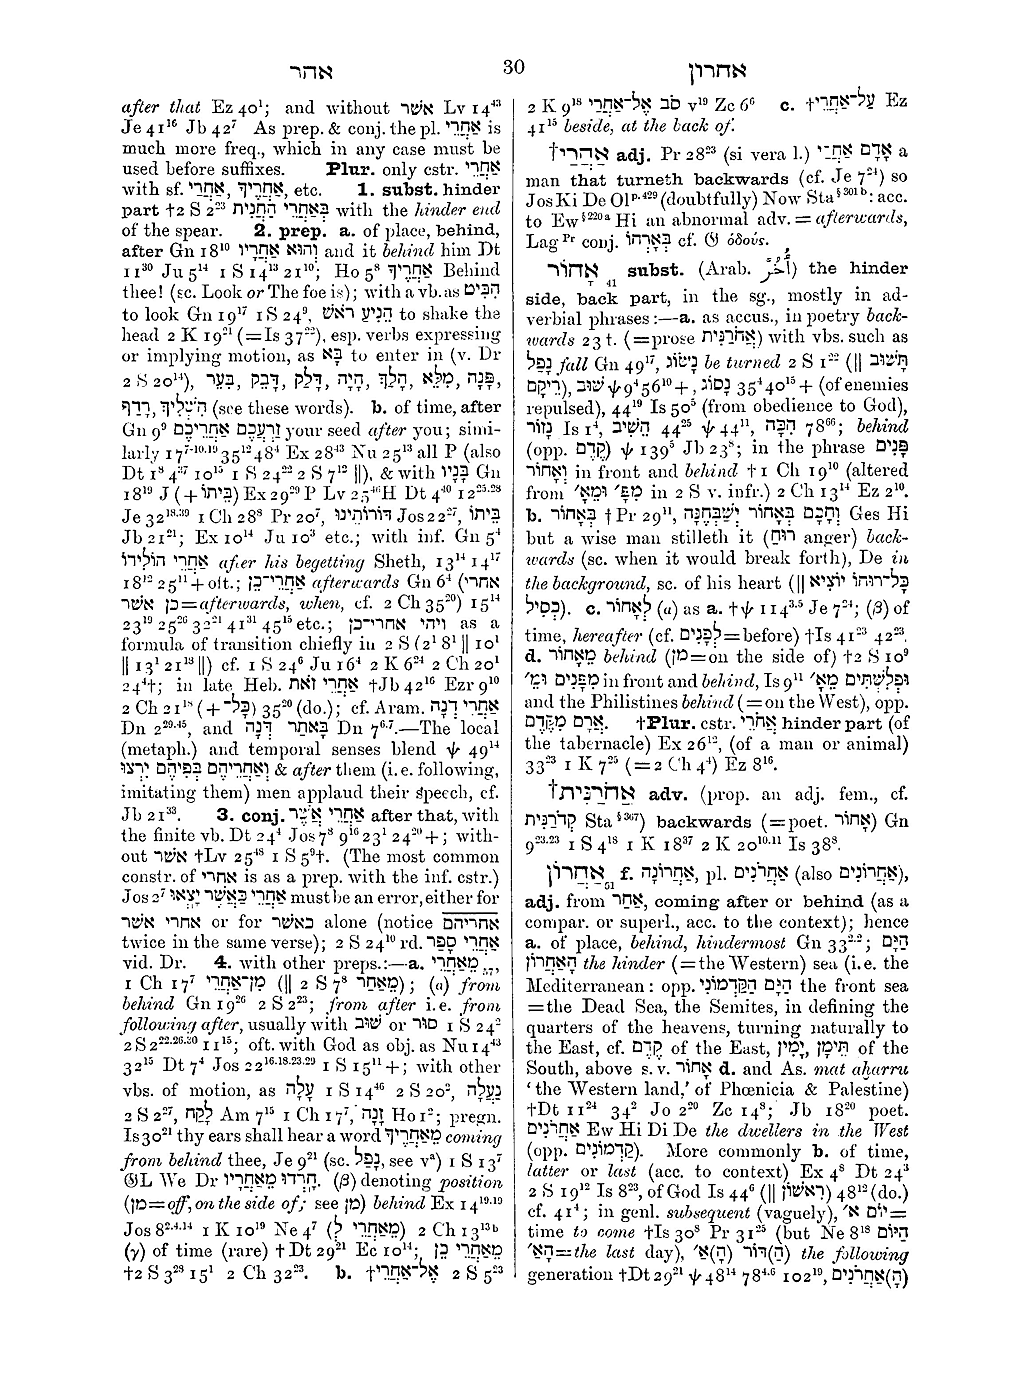 אהר
30
אחרון
after that Ez 40¹; and without אשׁר Lv 14⁴³
Je 41¹⁶ Jb 42⁷ As prep. & conj. the pl. אַחֲרֵי is
much more freq., which in any case must be
used before suffixes. Plur. only cstr. אַחֲרֵי
with sf. אַחֲרַי, אַחֲרֶיךָ, etc. 1. subst. hinder
part †2 S 2²³ בְּאַחֲרֵי הַחֲנִית with the hinder end
of the spear. 2. prep. a. of place, behind,
after Gn 18¹⁰ וְהוּא אַחֲרָיו and it behind him Dt
11³⁰ Ju 5¹⁴ 1 S 14¹³ 21¹⁰; Ho 5⁸ אַחֲרֶיךָ Behind
thee! (sc. Look or The foe is); with a vb. as הִבִּיט
to look Gn 19¹⁷ 1 S 24⁹, הֵנִיעַ רֹאשׁ to shake the
head 2 K 19²¹ (= Is 37²²), esp. verbs expressing
or implying motion, as בָּא to enter in (v. Dr
2 S 20¹⁴), פָּנָה, מִלֵּא, הָלַךְ, הָיָה, דָּלַק, דָּבַק, בִּעֵר,
הִשְׁלִיךְ, רָדַף (see these words). b. of time, after
Gn 9⁹ זַרְעֲכֶם אַחֲרֵיכֶם your seed after you; simi-
larly 17⁷⁻¹⁰·¹⁹ 35¹² 48⁴ Ex 28⁴³ Nu 25¹³ all P (also
Dt 1⁸ 4³⁷ 10¹⁵ 1 S 24²² 2 S 7¹² ||), & with בָּנָיו Gn
18¹⁹ J (+ בֵּיתוֹ) Ex 29²⁹ P Lv 25⁴⁶ H Dt 4⁴⁰ 12²⁵·²⁸
Je 32¹⁸·³⁹ 1 Ch 28⁸ Pr 20⁷, דּוֹרוֹתֵינוּ Jos 22²⁷, בֵּיתוֹ
Jb 21²¹; Ex 10¹⁴ Ju 10³ etc.; with inf. Gn 5⁴
אַחֲרֵי הוֹלִידוֹ after his begetting Sheth, 13¹⁴ 14¹⁷
18¹² 25¹¹ + oft.; אַחֲרֵי־כֵן afterwards Gn 6⁴ (אחרי
כן אשׁר = afterwards, when, cf. 2 Ch 35²⁰) 15¹⁴
23¹⁹ 25²⁶ 32²¹ 41³¹ 45¹⁵ etc.; ויהי אחרי־כן as a
formula of transition chiefly in 2 S (2¹ 8¹ || 10¹
|| 13¹ 21¹⁸ ||) cf. 1 S 24⁶ Ju 16⁴ 2 K 6²⁴ 2 Ch 20¹
24⁴†; in late Heb. אַחֲרֵי זֹאת †Jb 42¹⁶ Ezr 9¹⁰
2 Ch 21¹⁸ (+ כָּל־) 35²⁰ (do.); cf. Aram. אַחֲרֵי דְנָה
Dn 2²⁹·⁴⁵, and בָּאתַר דְּנָה Dn 7⁶·⁷.—The local
(metaph.) and temporal senses blend ψ 49¹⁴
וְאַחֲרֵיהֶם בְּפִיהֶם יִרְצוּ & after them (i.e. following,
imitating them) men applaud their speech, cf.
Jb 21³³. 3. conj. אַחֲרֵי אֲשֶׁר after that, with
the finite vb. Dt 24⁴ Jos 7⁸ 9¹⁶ 23¹ 24²⁰ +; with-
out אשׁר †Lv 25⁴⁸ 1 S 5⁹†. (The most common
constr. of אחרי is as a prep. with the inf. cstr.)
Jos 2⁷ אַחֲרֵי כַּאֲשֶׁר יָצְאוּ must be an error, either for
אחרי אשׁר or for כאשׁר alone (notice אחריהם
twice in the same verse); 2 S 24¹⁰ rd. אַחֲרֵי סָפַר
vid. Dr. 4. with other preps.:—a. מֵאַחֲרֵי,
1 Ch 17⁷ מִן־אַחֲרֵי (|| 2 S 7⁸ מֵאַחַר); (α) from
behind Gn 19²⁶ 2 S 2²³; from after i.e. from
following after, usually with שׁוּב or סוּר 1 S 24²
2 S 2²²·²⁶·³⁰ 11¹⁵; oft. with God as obj. as Nu 14⁴³
32¹⁵ Dt 7⁴ Jos 22¹⁶·¹⁸·²³·²⁹ 1 S 15¹¹ +; with other
vbs. of motion, as עָלָה 1 S 14⁴⁶ 2 S 20², נַעֲלָה
2 S 2²⁷, לָקַח Am 7¹⁵ 1 Ch 17⁷, זָנָה Ho 1²; pregn.
Is 30²¹ thy ears shall hear a word מֵאַחֲרֶיךָ coming
from behind thee, Je 9²¹ (sc. נָפַל, see vᵃ) 1 S 13⁷
𝔊L We Dr חָרְדוּ מֵאַחֲרָיו. (β) denoting position
(מִן = off, on the side of; see מִן) behind Ex 14¹⁹·¹⁹
Jos 8²·⁴·¹⁴ 1 K 10¹⁹ Ne 4⁷ (מֵאַחֲרֵי לְ) 2 Ch 13¹³ᵇ
(γ) of time (rare) †Dt 29²¹ Ec 10¹⁴; מֵאַחֲרֵי כֵן
†2 S 3²⁸ 15¹ 2 Ch 32²³. b. אֶל־אַחֲרֵי† 2 S 5²³
2 K 9¹⁸ סֹב אֶל־אַחֲרַי v¹⁹ Zc 6⁶ c. עַל־אַחֲרֵי† Ez
41¹⁵ beside, at the back of.
†אַחֲרַי adj. Pr 28²³ (si vera l.) אָדָם אַחֲרַי a
man that turneth backwards (cf. Je 7²⁴) so
Jos Ki De Olᵖ·⁴²⁹ (doubtfully) Now Sta§³⁰¹ᵇ: acc.
to Ew§²²⁰ᵃ Hi an abnormal adv. = afterwards,
Lag ᴾʳ conj. בְּאָרְחוֹ cf. 𝔊 ὁδούς.
אָחוֹר 41 subst. (Arab. أُخُرٌ) the hinder
side, back part, in the sg., mostly in ad-
verbial phrases:—a. as accus., in poetry back-
wards 23 t. (= prose אֲחֹרַנִּית) with vbs. such as
נָפַל fall Gn 49¹⁷, נָשׂוֹג be turned 2 S 1²² (|| תָּשׁוּב
רֵיקָם), שׁוּב ψ 9⁴ 56¹⁰ +, נָסוֹג 35⁴ 40¹⁵ + (of enemies
repulsed), 44¹⁹ Is 50⁵ (from obedience to God),
נָזוֹר Is 1⁴, הֵשִׁיב 44²⁵ ψ 44¹¹, הִכָּה 78⁶⁶; behind
(opp. קֶדֶם) ψ 139⁵ Jb 23⁸; in the phrase פָּנִים
וְאָחוֹר in front and behind †1 Ch 19¹⁰ (altered
from מִפָּ׳ וּמֵא׳ in 2 S v. infr.) 2 Ch 13¹⁴ Ez 2¹⁰.
b. בְּאָחוֹר †Pr 29¹¹ וְחָכָם בְּאָחוֹר יְשַׁבְּחֶנָּה, Ges Hi
but a wise man stilleth it (רוּחַ anger) back-
wards (sc. when it would break forth), De in
the background, sc. of his heart (|| כָּל־רוּחוֹ יוֹצִיא
כְּסִיל). c. לְאָחוֹר (α) as a. †ψ 114³·⁵ Je 7²⁴; (β) of
time, hereafter (cf. לְפָנִים = before) †Is 41²³ 42²³.
d. מֵאָחוֹר behind (מִן = on the side of) †2 S 10⁹
מִפָּנִים וּמֵ׳ in front and behind, Is 9¹¹ וּפְלִשְׁתִּים מֵא׳
and the Philistines behind (= on the West), opp.
אֲרָם מִקֶּדֶם. †Plur. cstr. אֲחֹרֵי hinder part (of
the tabernacle) Ex 26¹², (of a man or animal)
33²³ 1 K 7²⁵ (= 2 Ch 4⁴) Ez 8¹⁶.
†אֲחֹרַנִּית adv. (prop. an adj. fem., cf.
קְדֹרַנִּית Sta§³⁶⁷) backwards (= poet. אָחוֹר) Gn
9²³·²³ 1 S 4¹⁸ 1 K 18³⁷ 2 K 20¹⁰·¹¹ Is 38⁸.
אַחֲרוֹן 51 f. אַחֲרוֹנָה, pl. אַחֲרֹנִים (also אַחֲרוֹנִים),
adj. from אַחַר, coming after or behind (as a
compar. or superl., acc. to the context); hence
a. of place, behind, hindermost Gn 33²·²; הַיָּם
הָאַחֲרוֹן the hinder (= the Western) sea (i.e. the
Mediterranean: opp. הַיָּם הַקַּדְמוֹנִי the front sea
= the Dead Sea, the Semites, in defining the
quarters of the heavens, turning naturally to
the East, cf. קֶדֶם of the East, יָמִין, תֵּימָן of the
South, above s.v. אָחוֹר d. and As. mat aḥarru
‘the Western land,’ of Phœnicia & Palestine)
†Dt 11²⁴ 34² Jo 2²⁰ Zc 14⁸; Jb 18²⁰ poet.
אַחֲרֹנִים Ew Hi Di De the dwellers in the West
(opp. קַדְמוֹנִים). More commonly b. of time,
latter or last (acc. to context) Ex 4⁸ Dt 24³
2 S 19¹² Is 8²³, of God Is 44⁶ (|| רִאשׁוֹן) 48¹² (do.)
cf. 41⁴; in genl. subsequent (vaguely), יוֹם א׳ =
time to come †Is 30⁸ Pr 31²⁵ (but Ne 8¹⁸ היום
הָא׳ = the last day), (הַ)דּוֹר (הָ)א׳ the following
generation †Dt 29²¹ ψ 48¹⁴ 78⁴·⁶ 102¹⁹, (הָ)אַחֲרֹנִים